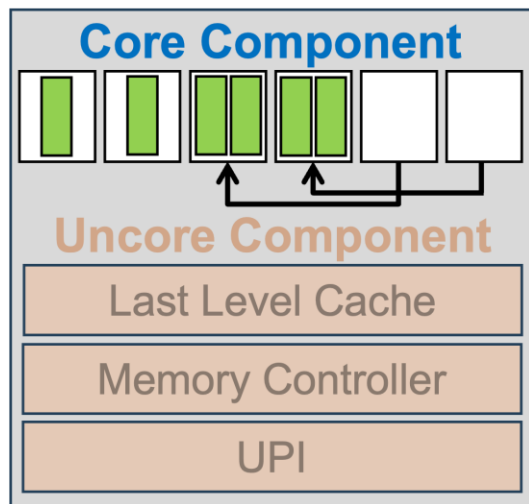 Core Component
Uncore Component
Last Level Cache
Memory Controller
UPI